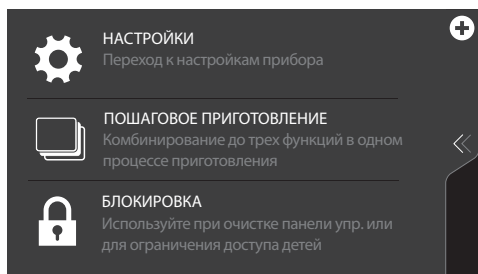 НАСТРОЙКИ
Переход к настройкам прибора
ПОШАГОВОЕ ПРИГОТОВЛЕНИЕ
Комбинирование до трех функций в одном
процессе приготовления
БЛОКИРОВКА
Используйте при очистке панели упр. или
для ограничения доступа детей